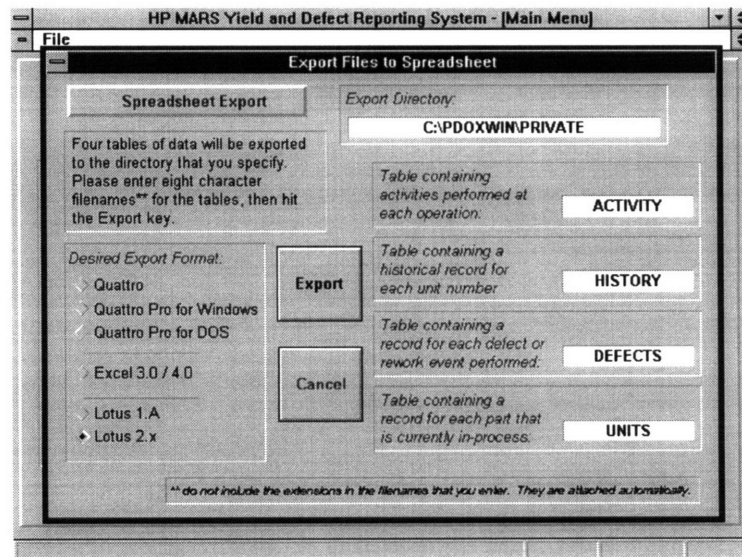 HP MARS Yield and Defect Reporting System - [Main Menu]
File
Export Files to Spreadsheet
Spreadsheet Export
Four tables of data will be exported
to the directory that you specify.
Please enter eight character
filenames** for the tables, then hit
the Export key.
Export Directory:
C:\PDOXWIN\PRIVATE
Table containing
activities performed at
each operation:
ACTIVITY
Table containing a
historical record for
each unit number
HISTORY
Table containing a
record for each defect or
rework event performed:
DEFECTS
Table containing a
record for each part that
is currently in-process:
UNITS
Desired Export Format:
Quattro
Quattro Pro for Windows
Quattro Pro for DOS
Excel 3.0 / 4.0
Lotus 1.A
Lotus 2.x
Export
Cancel
** do not include the extensions in the filenames that you enter. They are attached automatically.